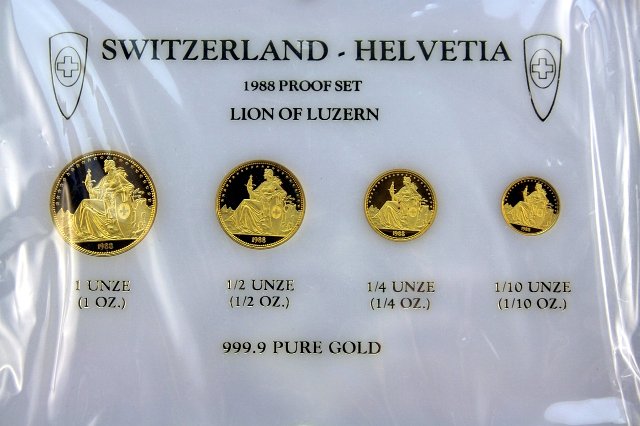 SWITZERLAND - HELVETIA
1988 PROOF SET
LION OF LUZERN
1988
1988
1988
1988
1 UNZE
(1 OZ.)
1/2 UNZE
(1/2 OZ.)
1/4 UNZE
(1/4 OZ.)
1/10 UNZE
(1/10 OZ.)
999.9 PURE GOLD